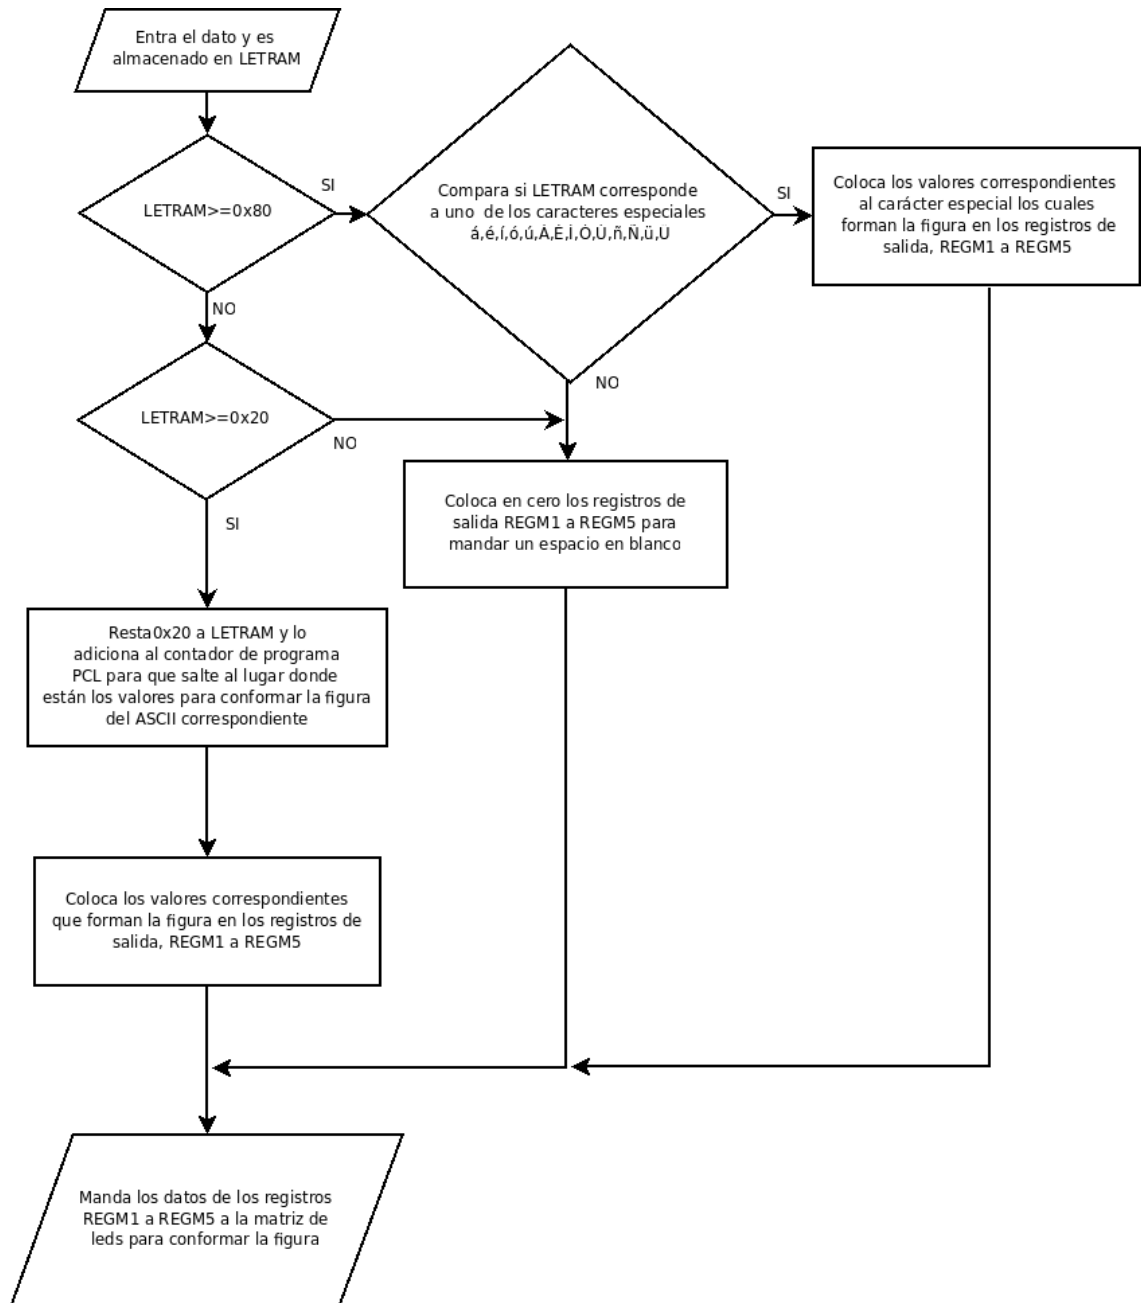 Entra el dato y es
almacenado en LETRAM
LETRAM>=0x80
SI
Compara si LETRAM corresponde
a uno  de los caracteres especiales
á,é,í,ó,ú,Á,É,Í,Ó,Ú,ñ,Ñ,ü,U
SI
Coloca los valores correspondientes
al carácter especial los cuales
forman la figura en los registros de
salida, REGM1 a REGM5
NO
NO
LETRAM>=0x20
NO
SI
Coloca en cero los registros de
salida REGM1 a REGM5 para
mandar un espacio en blanco
Resta0x20 a LETRAM y lo
adiciona al contador de programa
PCL para que salte al lugar donde
están los valores para conformar la figura
del ASCII correspondiente
Coloca los valores correspondientes
que forman la figura en los registros de
salida, REGM1 a REGM5
Manda los datos de los registros
REGM1 a REGM5 a la matriz de
leds para conformar la figura